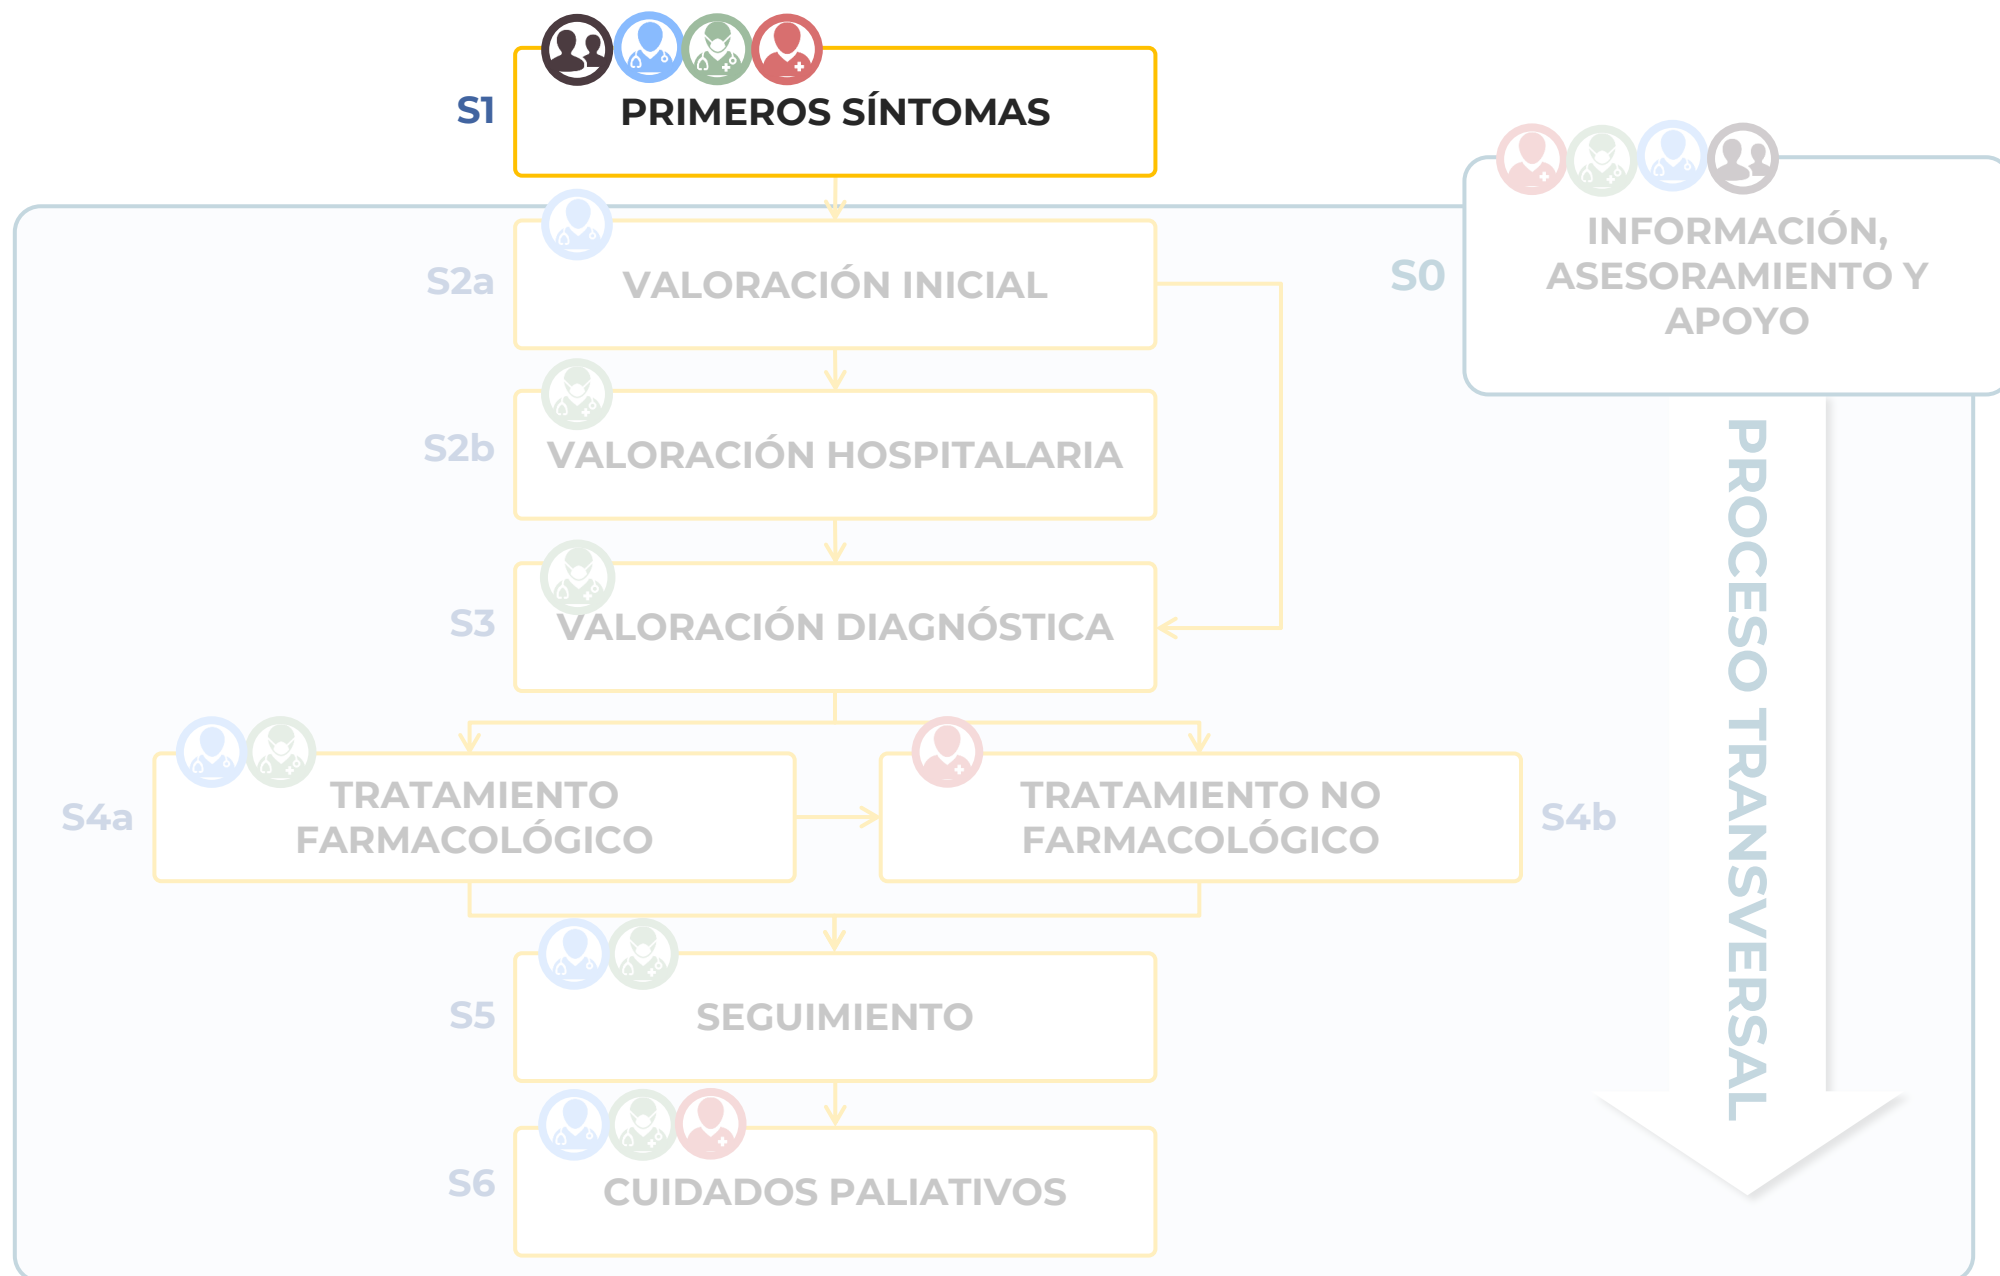 S1
PRIMEROS SÍNTOMAS
S0
INFORMACIÓN,
ASESORAMIENTO Y
APOYO
S2a
VALORACIÓN INICIAL
S2b
VALORACIÓN HOSPITALARIA
S3
VALORACIÓN DIAGNÓSTICA
S4a
TRATAMIENTO
FARMACOLÓGICO
TRATAMIENTO NO
FARMACOLÓGICO
S4b
S5
SEGUIMIENTO
S6
CUIDADOS PALIATIVOS
PROCESO TRANSVERSAL